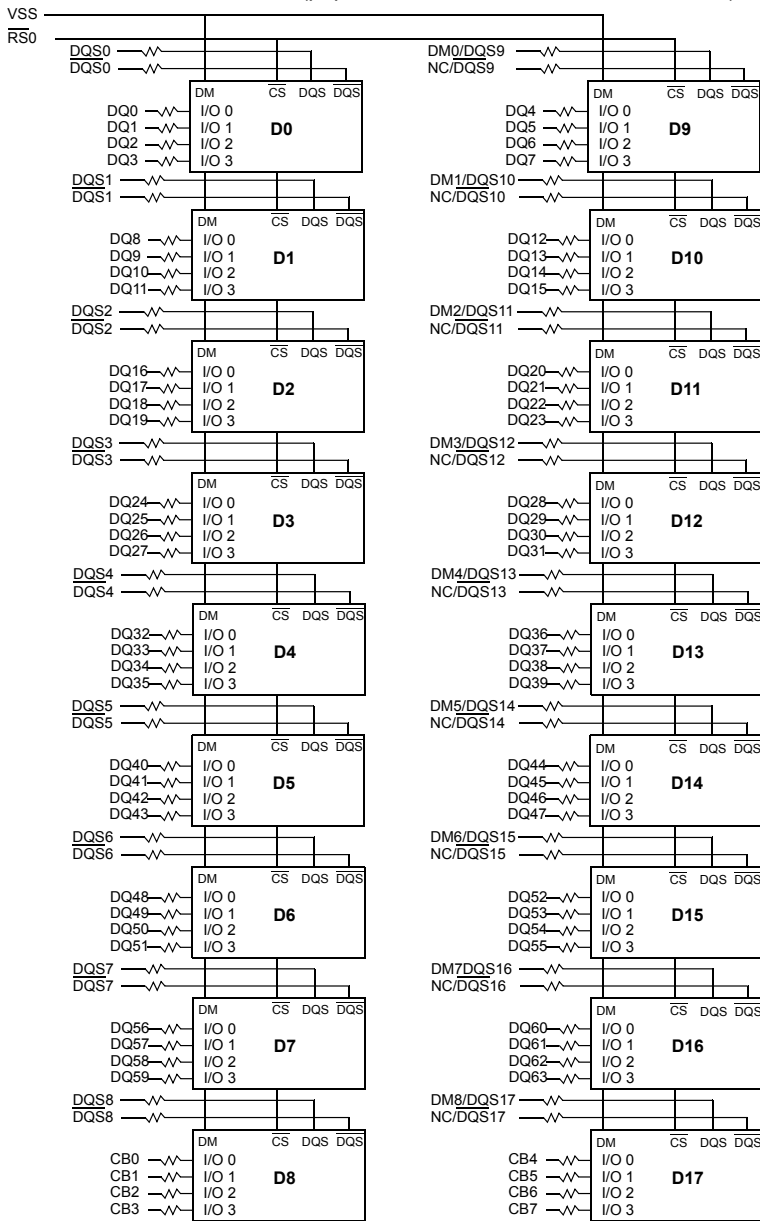 VSS
RS0
DQS0
DQS0
DM CS DQS DQS
DQ0 I/O 0
DQ1 I/O 1 D0
DQ2 I/O 2
DQ3 I/O 3
DQS1
DQS1
DM CS DQS DQS
DQ8 I/O 0
DQ9 I/O 1 D1
DQ10 I/O 2
DQ11 I/O 3
DQS2
DQS2
DM CS DQS DQS
DQ16 I/O 0
DQ17 I/O 1 D2
DQ18 I/O 2
DQ19 I/O 3
DQS3
DQS3
DM CS DQS DQS
DQ24 I/O 0
DQ25 I/O 1 D3
DQ26 I/O 2
DQ27 I/O 3
DQS4
DQS4
DM CS DQS DQS
DQ32 I/O 0
DQ33 I/O 1 D4
DQ34 I/O 2
DQ35 I/O 3
DQS5
DQS5
DM CS DQS DQS
DQ40 I/O 0
DQ41 I/O 1 D5
DQ42 I/O 2
DQ43 I/O 3
DQS6
DQS6
DM CS DQS DQS
DQ48 I/O 0
DQ49 I/O 1 D6
DQ50 I/O 2
DQ51 I/O 3
DQS7
DQS7
DM CS DQS DQS
DQ56 I/O 0
DQ57 I/O 1 D7
DQ58 I/O 2
DQ59 I/O 3
DQS8
DQS8
DM CS DQS DQS
CB0 I/O 0
CB1 I/O 1 D8
CB2 I/O 2
CB3 I/O 3
DM0/DQS9
NC/DQS9
DM CS DQS DQS
DQ4 I/O 0
DQ5 I/O 1 D9
DQ6 I/O 2
DQ7 I/O 3
DM1/DQS10
NC/DQS10
DM CS DQS DQS
DQ12 I/O 0
DQ13 I/O 1 D10
DQ14 I/O 2
DQ15 I/O 3
DM2/DQS11
NC/DQS11
DM CS DQS DQS
DQ20 I/O 0
DQ21 I/O 1 D11
DQ22 I/O 2
DQ23 I/O 3
DM3/DQS12
NC/DQS12
DM CS DQS DQS
DQ28 I/O 0
DQ29 I/O 1 D12
DQ30 I/O 2
DQ31 I/O 3
DM4/DQS13
NC/DQS13
DM CS DQS DQS
DQ36 I/O 0
DQ37 I/O 1 D13
DQ38 I/O 2
DQ39 I/O 3
DM5/DQS14
NC/DQS14
DM CS DQS DQS
DQ44 I/O 0
DQ45 I/O 1 D14
DQ46 I/O 2
DQ47 I/O 3
DM6/DQS15
NC/DQS15
DM CS DQS DQS
DQ52 I/O 0
DQ53 I/O 1 D15
DQ54 I/O 2
DQ55 I/O 3
DM7DQS16
NC/DQS16
DM CS DQS DQS
DQ60 I/O 0
DQ61 I/O 1 D16
DQ62 I/O 2
DQ63 I/O 3
DM8/DQS17
NC/DQS17
DM CS DQS DQS
CB4 I/O 0
CB5 I/O 1 D17
CB6 I/O 2
CB7 I/O 3